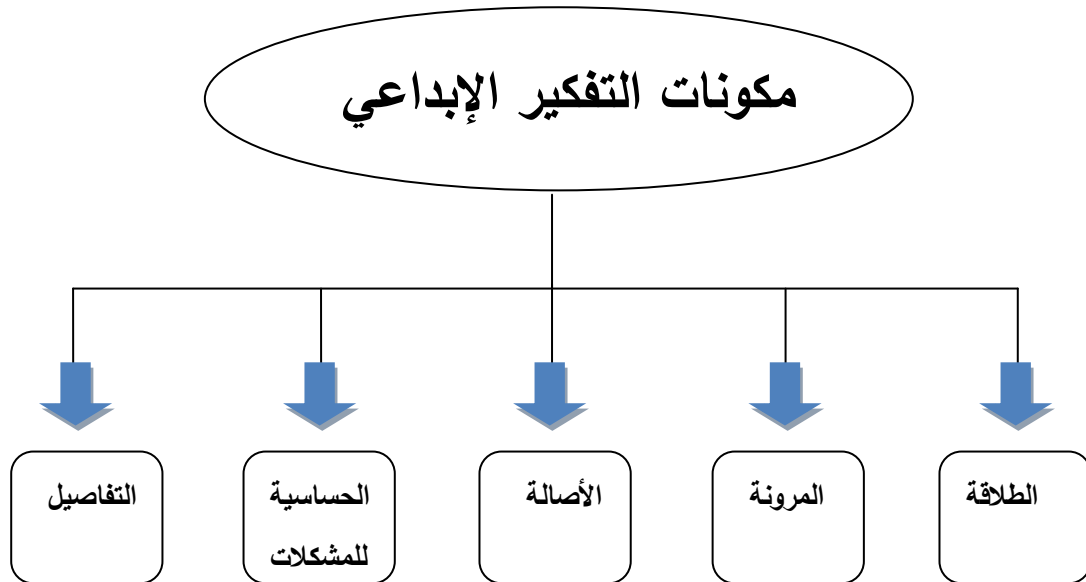 مكونات التفكير الإبداعي
الطلاقة
المرونة
الأصالة
الحساسية
للمشكلات
التفاصيل